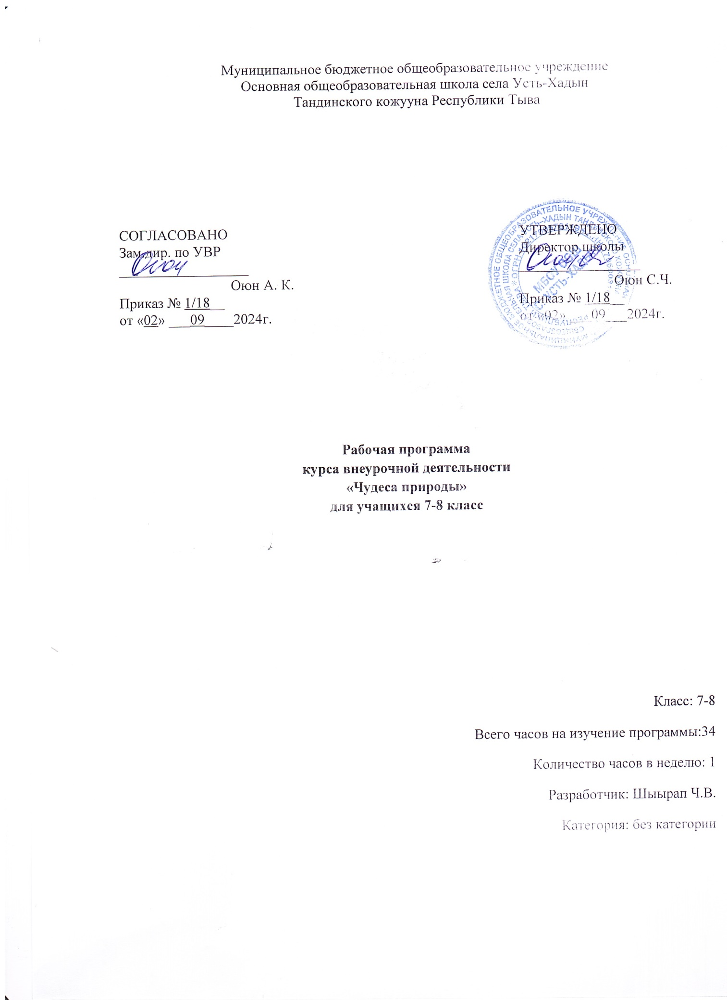 Муниципальное бюджетное общеобразовательное учреждение
Основная общеобразовательная школа села Усть-Хадын
Тандинского кожууна Республики Тыва
СОГЛАСОВАНО
Зам.дир. по УВР
Оюн А. К.
Приказ № 1/18__
от «02» ___09____2024г.
УТВЕРЖДЕНО
Директор школы
Оюн С.Ч.
Приказ № 1/18__
от «02» ___09___2024г.
Рабочая программа
курса внеурочной деятельности
«Чудеса природы»
для учащихся 7-8 класс
Класс: 7-8
Всего часов на изучение программы:34
Количество часов в неделю: 1
Разработчик: Шыырап Ч.В.
Категория: без категории